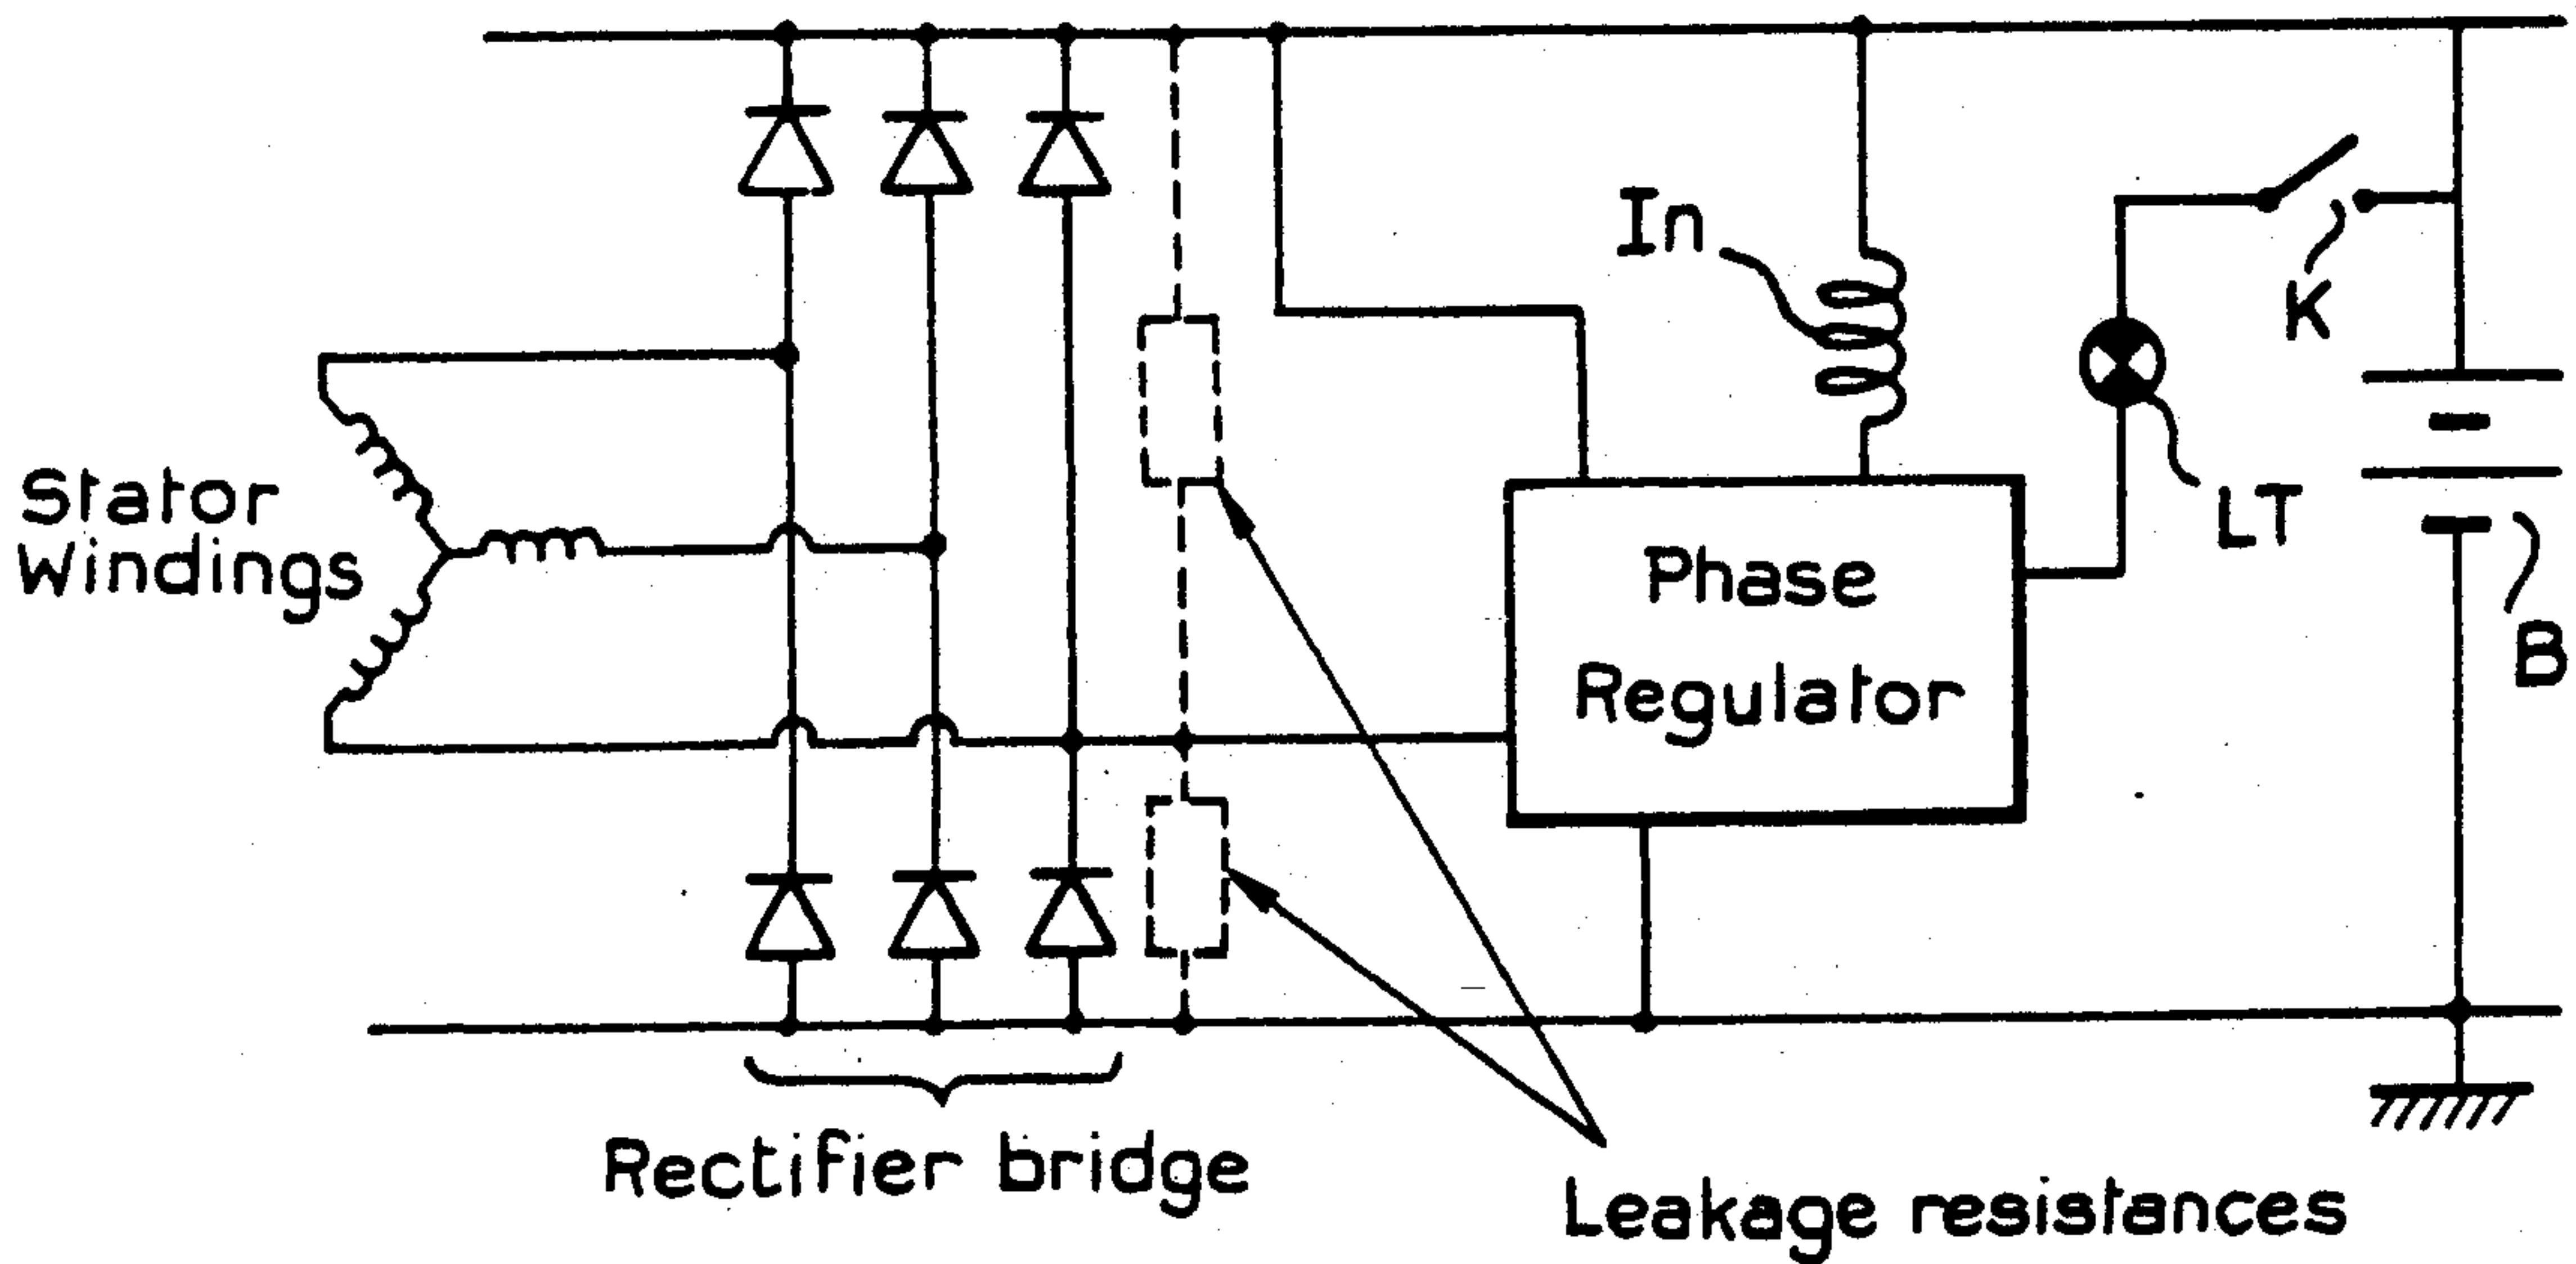 In
K
Stator
Windings
LT
Phase
Regulator
B
Rectifier bridge
Leakage resistances